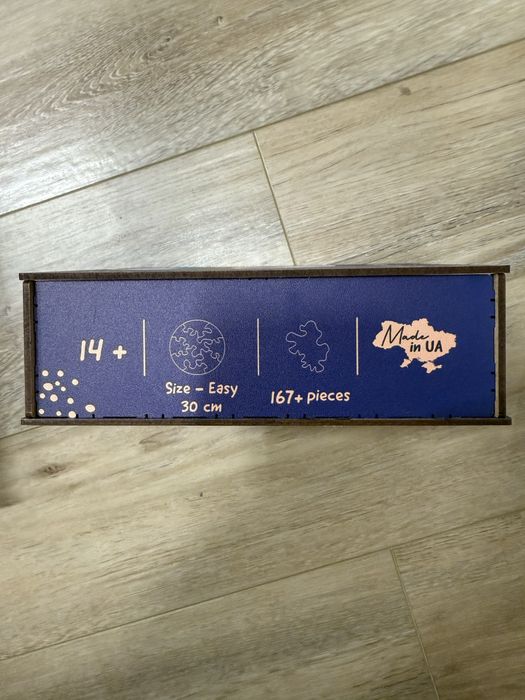 14 +
Size – Easy
30 cm
167+ pieces
Made
in UA